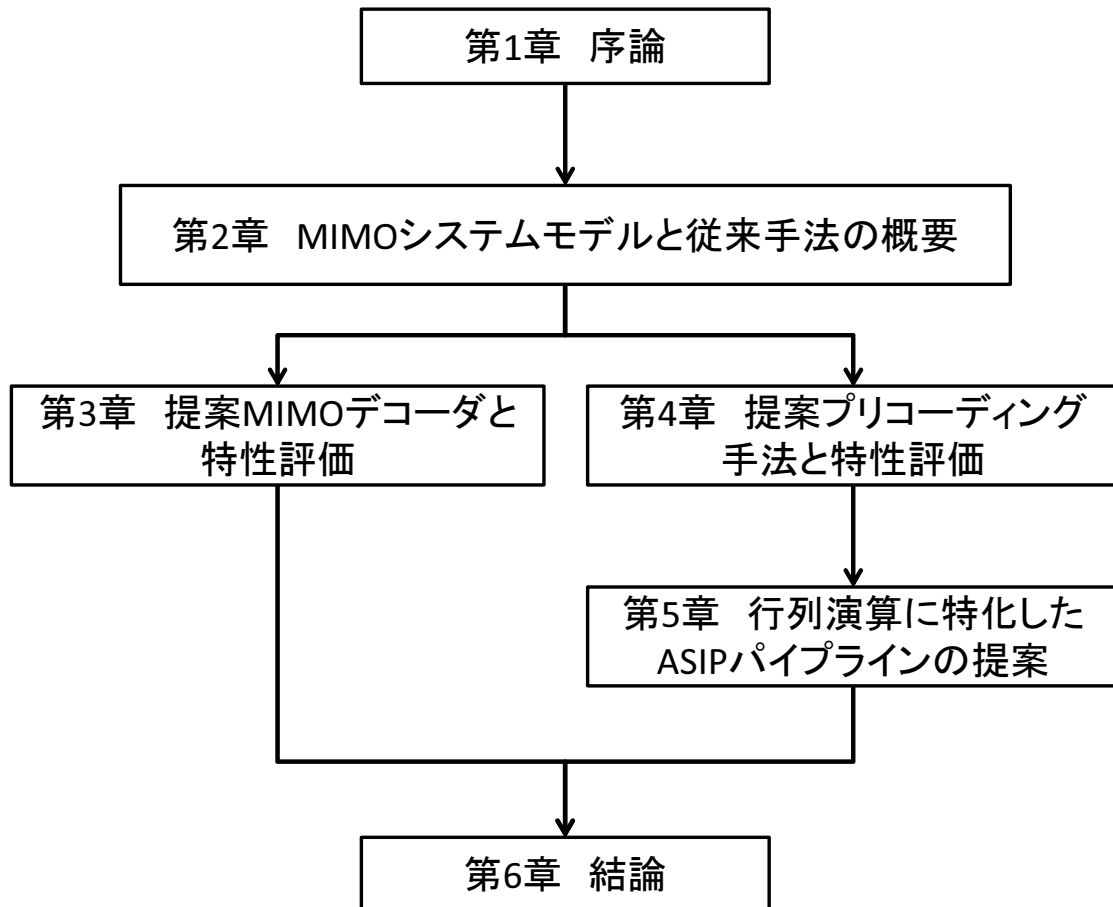 第1章 序論
第2章 MIMOシステムモデルと従来手法の概要
第3章 提案MIMOデコーダと
特性評価
第4章 提案プリコーディング
手法と特性評価
第5章 行列演算に特化した
ASIPパイプラインの提案
第6章 結論